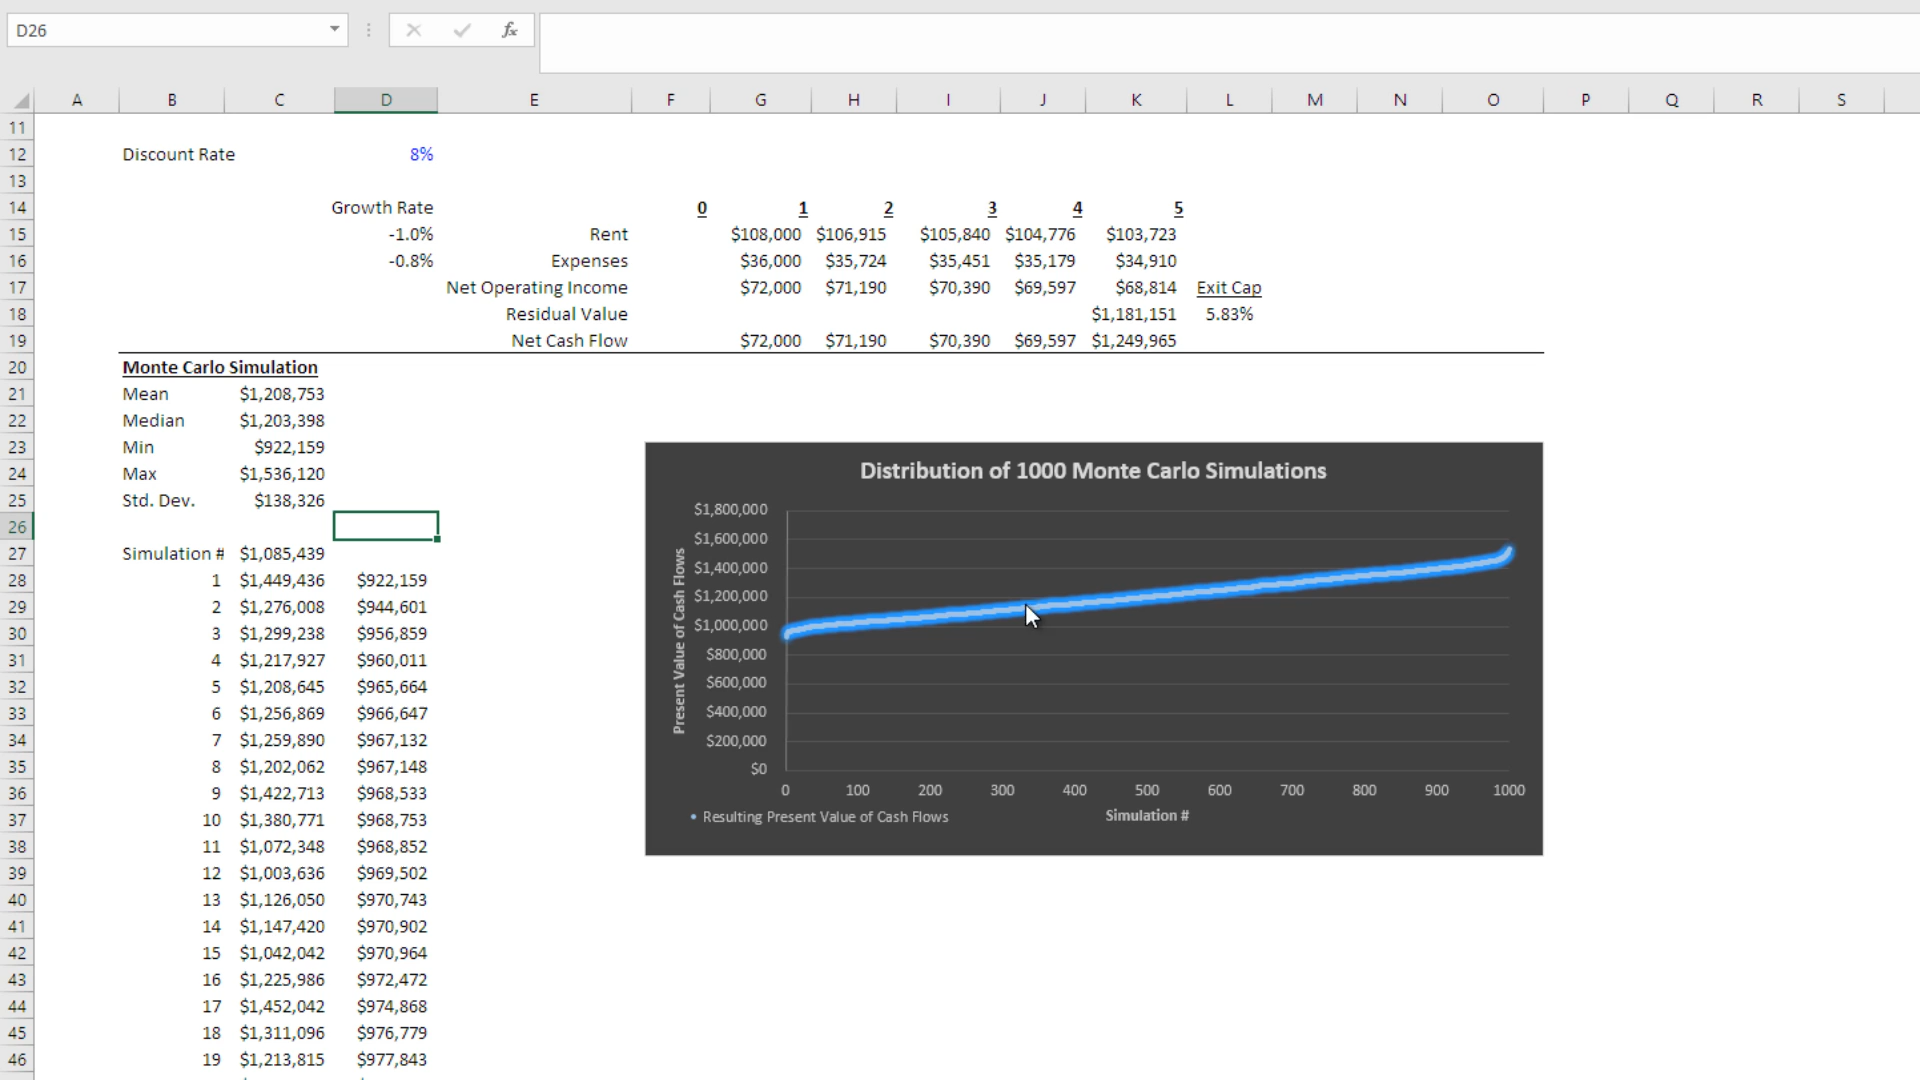 D26
fx
A B C D E F G H I J K L M N O P Q R S
11
12 Discount Rate 8%
13
14 Growth Rate 0 1 2 3 4 5
15 -1.0% Rent $108,000 $106,915 $105,840 $104,776 $103,723
16 -0.8% Expenses $36,000 $35,724 $35,451 $35,179 $34,910
17 Net Operating Income $72,000 $71,190 $70,390 $69,597 $68,814 Exit Cap
18 Residual Value $1,181,151 5.83%
19 Net Cash Flow $72,000 $71,190 $70,390 $69,597 $1,249,965
20 Monte Carlo Simulation
21 Mean $1,208,753
22 Median $1,203,398
23 Min $922,159
24 Max $1,536,120
25 Std. Dev. $138,326
26
27 Simulation # $1,085,439
28 1 $1,449,436 $922,159
29 2 $1,276,008 $944,601
30 3 $1,299,238 $956,859
31 4 $1,217,927 $960,011
32 5 $1,208,645 $965,664
33 6 $1,256,869 $966,647
34 7 $1,259,890 $967,132
35 8 $1,202,062 $967,148
36 9 $1,422,713 $968,533
37 10 $1,380,771 $968,753
38 11 $1,072,348 $968,852
39 12 $1,003,636 $969,502
40 13 $1,126,050 $970,743
41 14 $1,147,420 $970,902
42 15 $1,042,042 $970,964
43 16 $1,225,986 $972,472
44 17 $1,452,042 $974,868
45 18 $1,311,096 $976,779
46 19 $1,213,815 $977,843
Distribution of 1000 Monte Carlo Simulations
Present Value of Cash Flows
$1,800,000
$1,600,000
$1,400,000
$1,200,000
$1,000,000
$800,000
$600,000
$400,000
$200,000
$0
0 100 200 300 400 500 600 700 800 900 1000
Simulation #
Resulting Present Value of Cash Flows